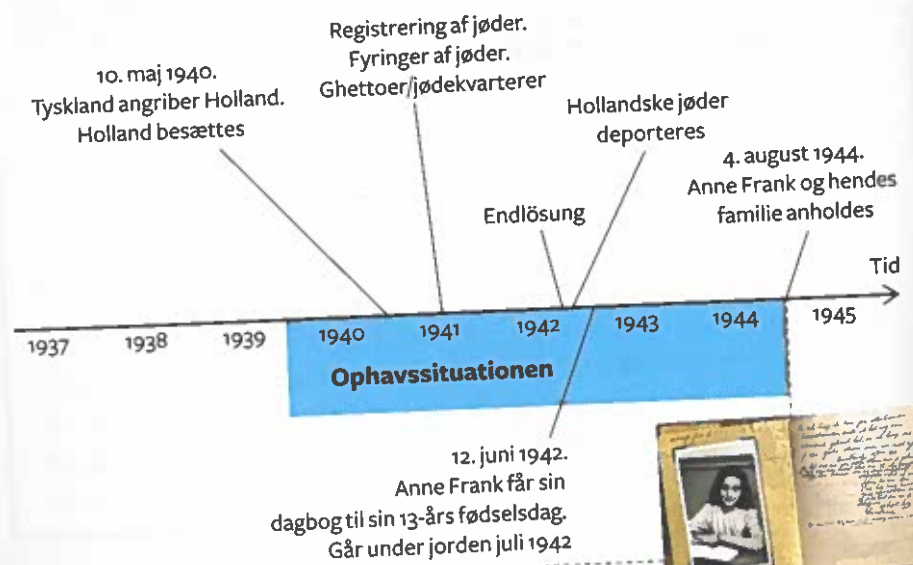 Registrering af jøder.
Fyringer af jøder.
Ghettoer/jødekvarterer
10. maj 1940.
Tyskland angriber Holland.
Holland besættes
Hollandske jøder
deporteres
4. august 1944.
Anne Frank og hendes
familie anholdes
Endlösung
Tid
1937 1938 1939 1940 1941 1942 1943 1944 1945
Ophavssituationen
12. juni 1942.
Anne Frank får sin
dagbog til sin 13-års fødselsdag.
Går under jorden juli 1942